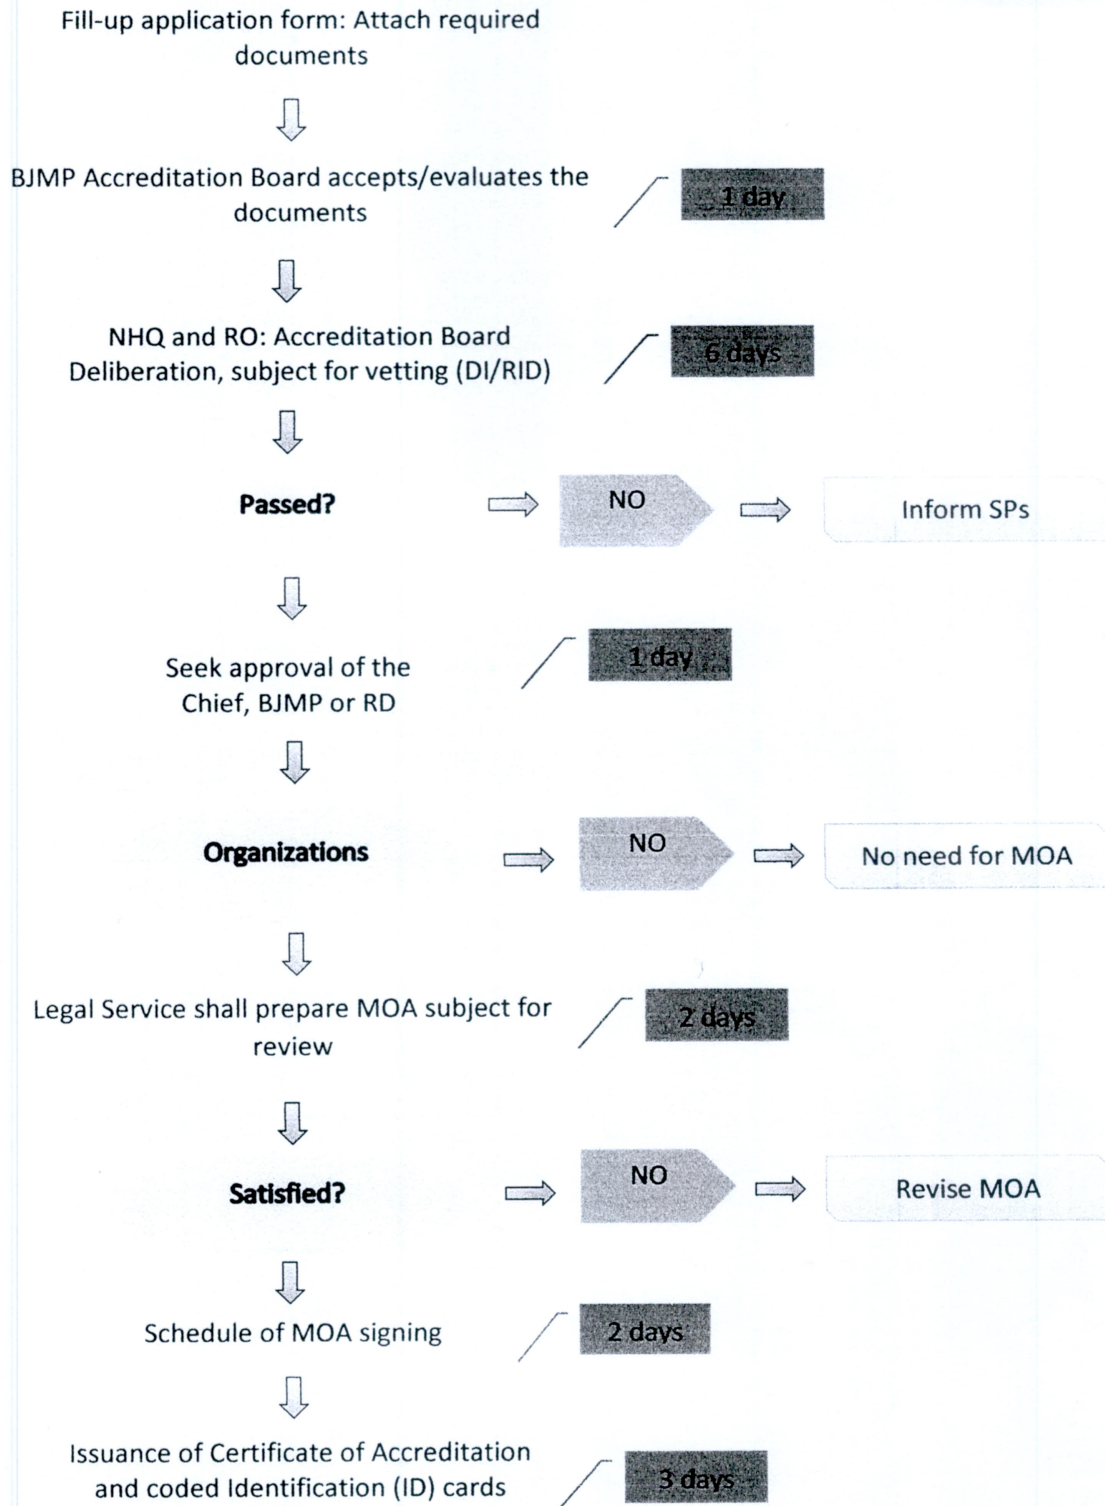 Fill-up application form: Attach required
documents
BJMP Accreditation Board accepts/evaluates the
documents
1 day
NHQ and RO: Accreditation Board
Deliberation, subject for vetting (DI/RID)
6 days
Passed?
NO
Inform SPs
Seek approval of the
Chief, BJMP or RD
1 day
Organizations
NO
No need for MOA
Legal Service shall prepare MOA subject for
review
2 days
Satisfied?
NO
Revise MOA
Schedule of MOA signing
2 days
Issuance of Certificate of Accreditation
and coded Identification (ID) cards
3 days